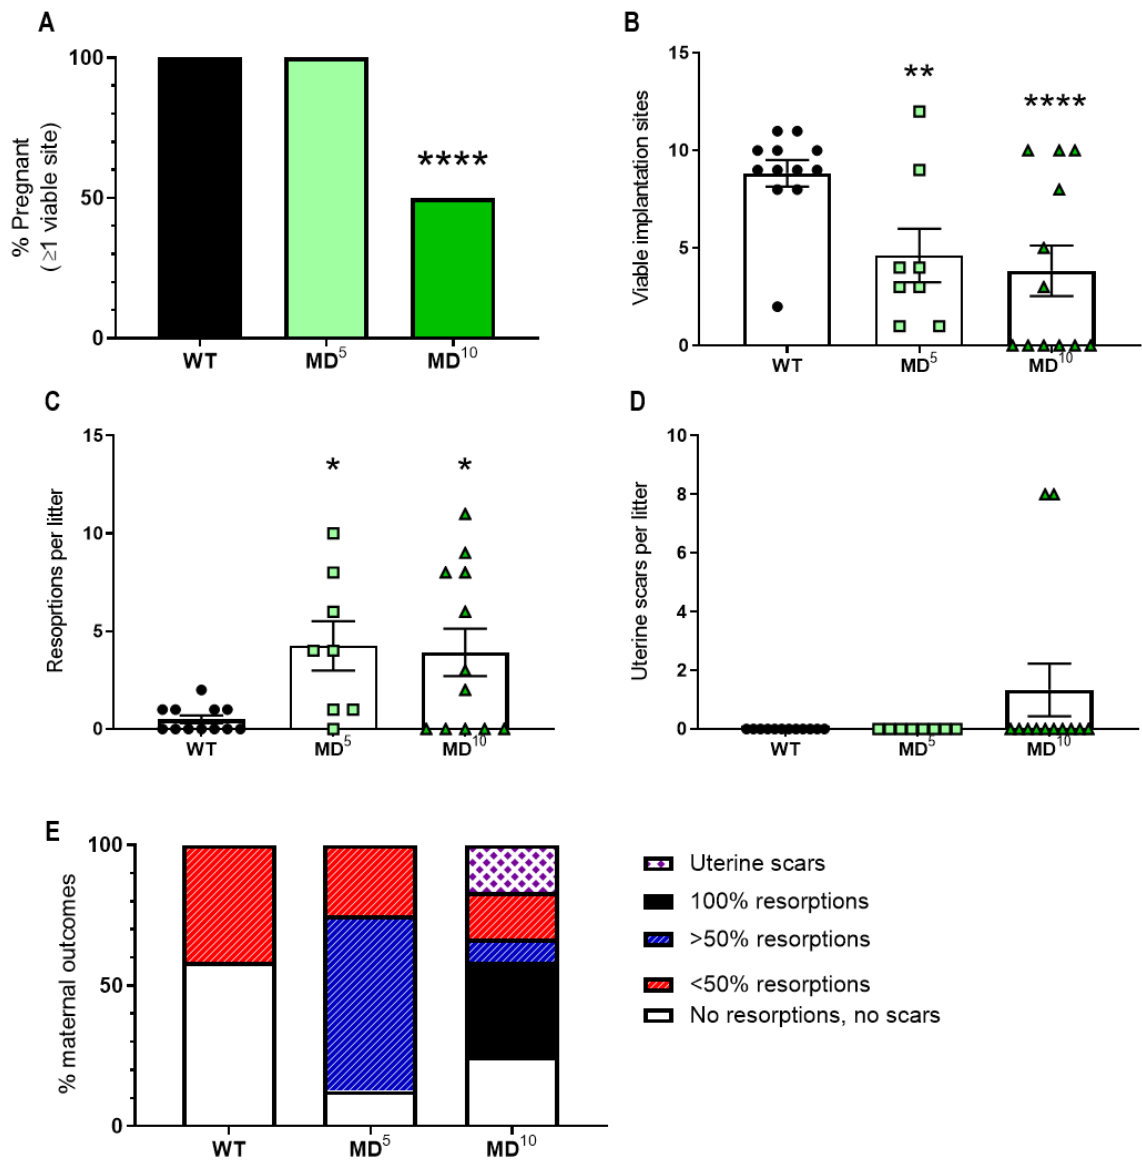 A
% Pregnant
(≥1 viable site)
100
50
0
****
WT
MD5
MD10
B
Viable implantation sites
15
10
5
0
**
****
WT
MD5
MD10
C
Resoprtions per litter
15
10
5
0
*
*
WT
MD5
MD10
D
Uterine scars per litter
10
8
6
4
2
0
WT
MD5
MD10
E
% maternal outcomes
100
50
0
WT
MD5
MD10
Uterine scars
100% resorptions
>50% resorptions
<50% resorptions
No resorptions, no scars